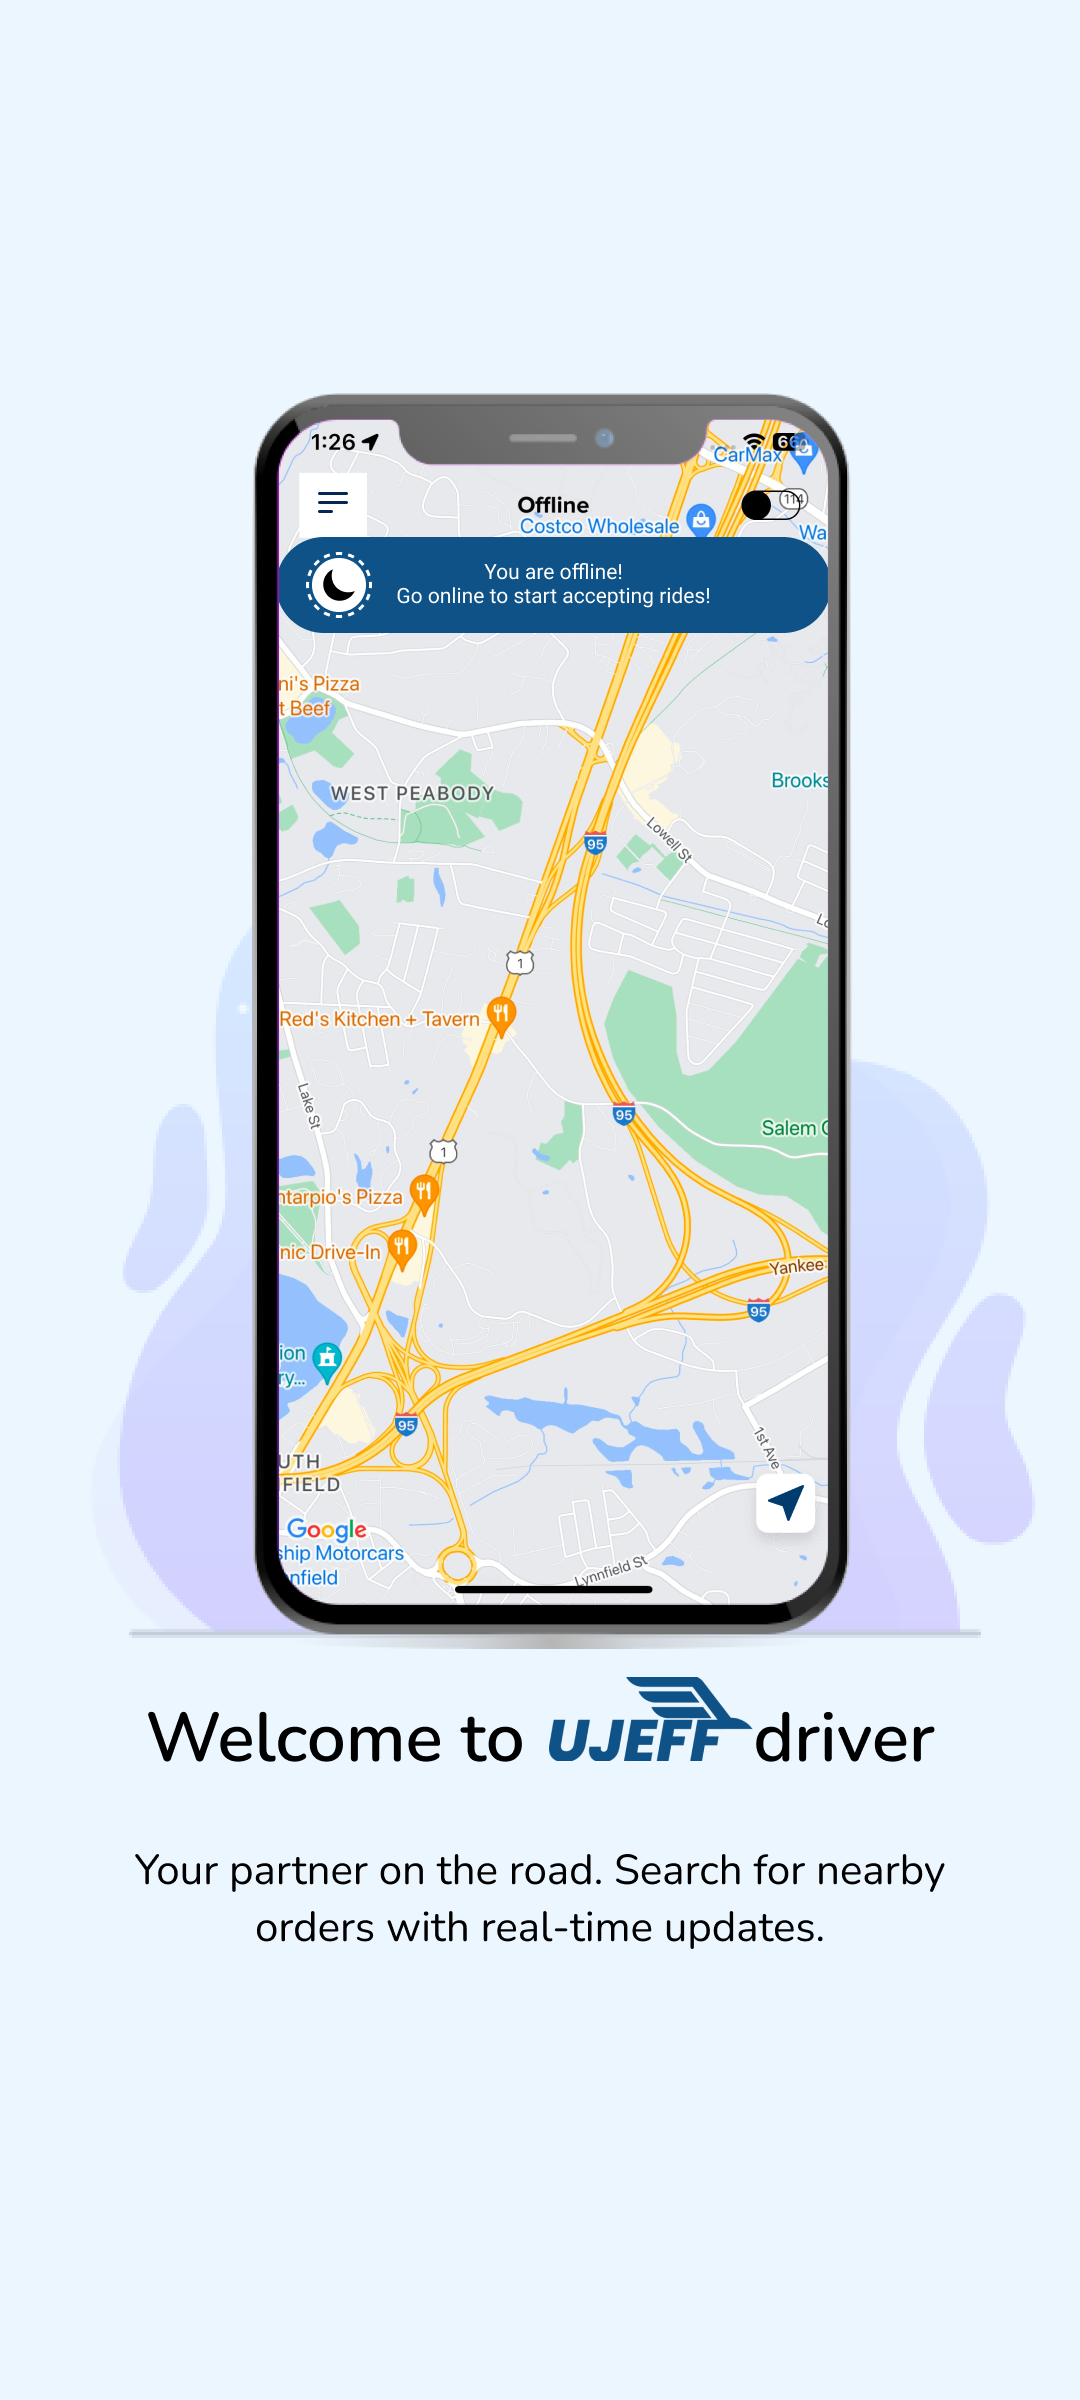 1:26
66
CarMax
114
Offline
Costco Wholesale
Wa
You are offline!
Go online to start accepting rides!
ni's Pizza
t Beef
Brooks
WEST PEABODY
Lowell St
95
Lo
1
Red's Kitchen + Tavern
Lake St
95
Salem C
1
ntarpio's Pizza
nic Drive-In
Yankee
95
ion
ry...
95
1st Ave
UTH
FIELD
Google
ship Motorcars
nfield
Lynnfield St
Welcome to UJEFF driver
Your partner on the road. Search for nearby
orders with real-time updates.